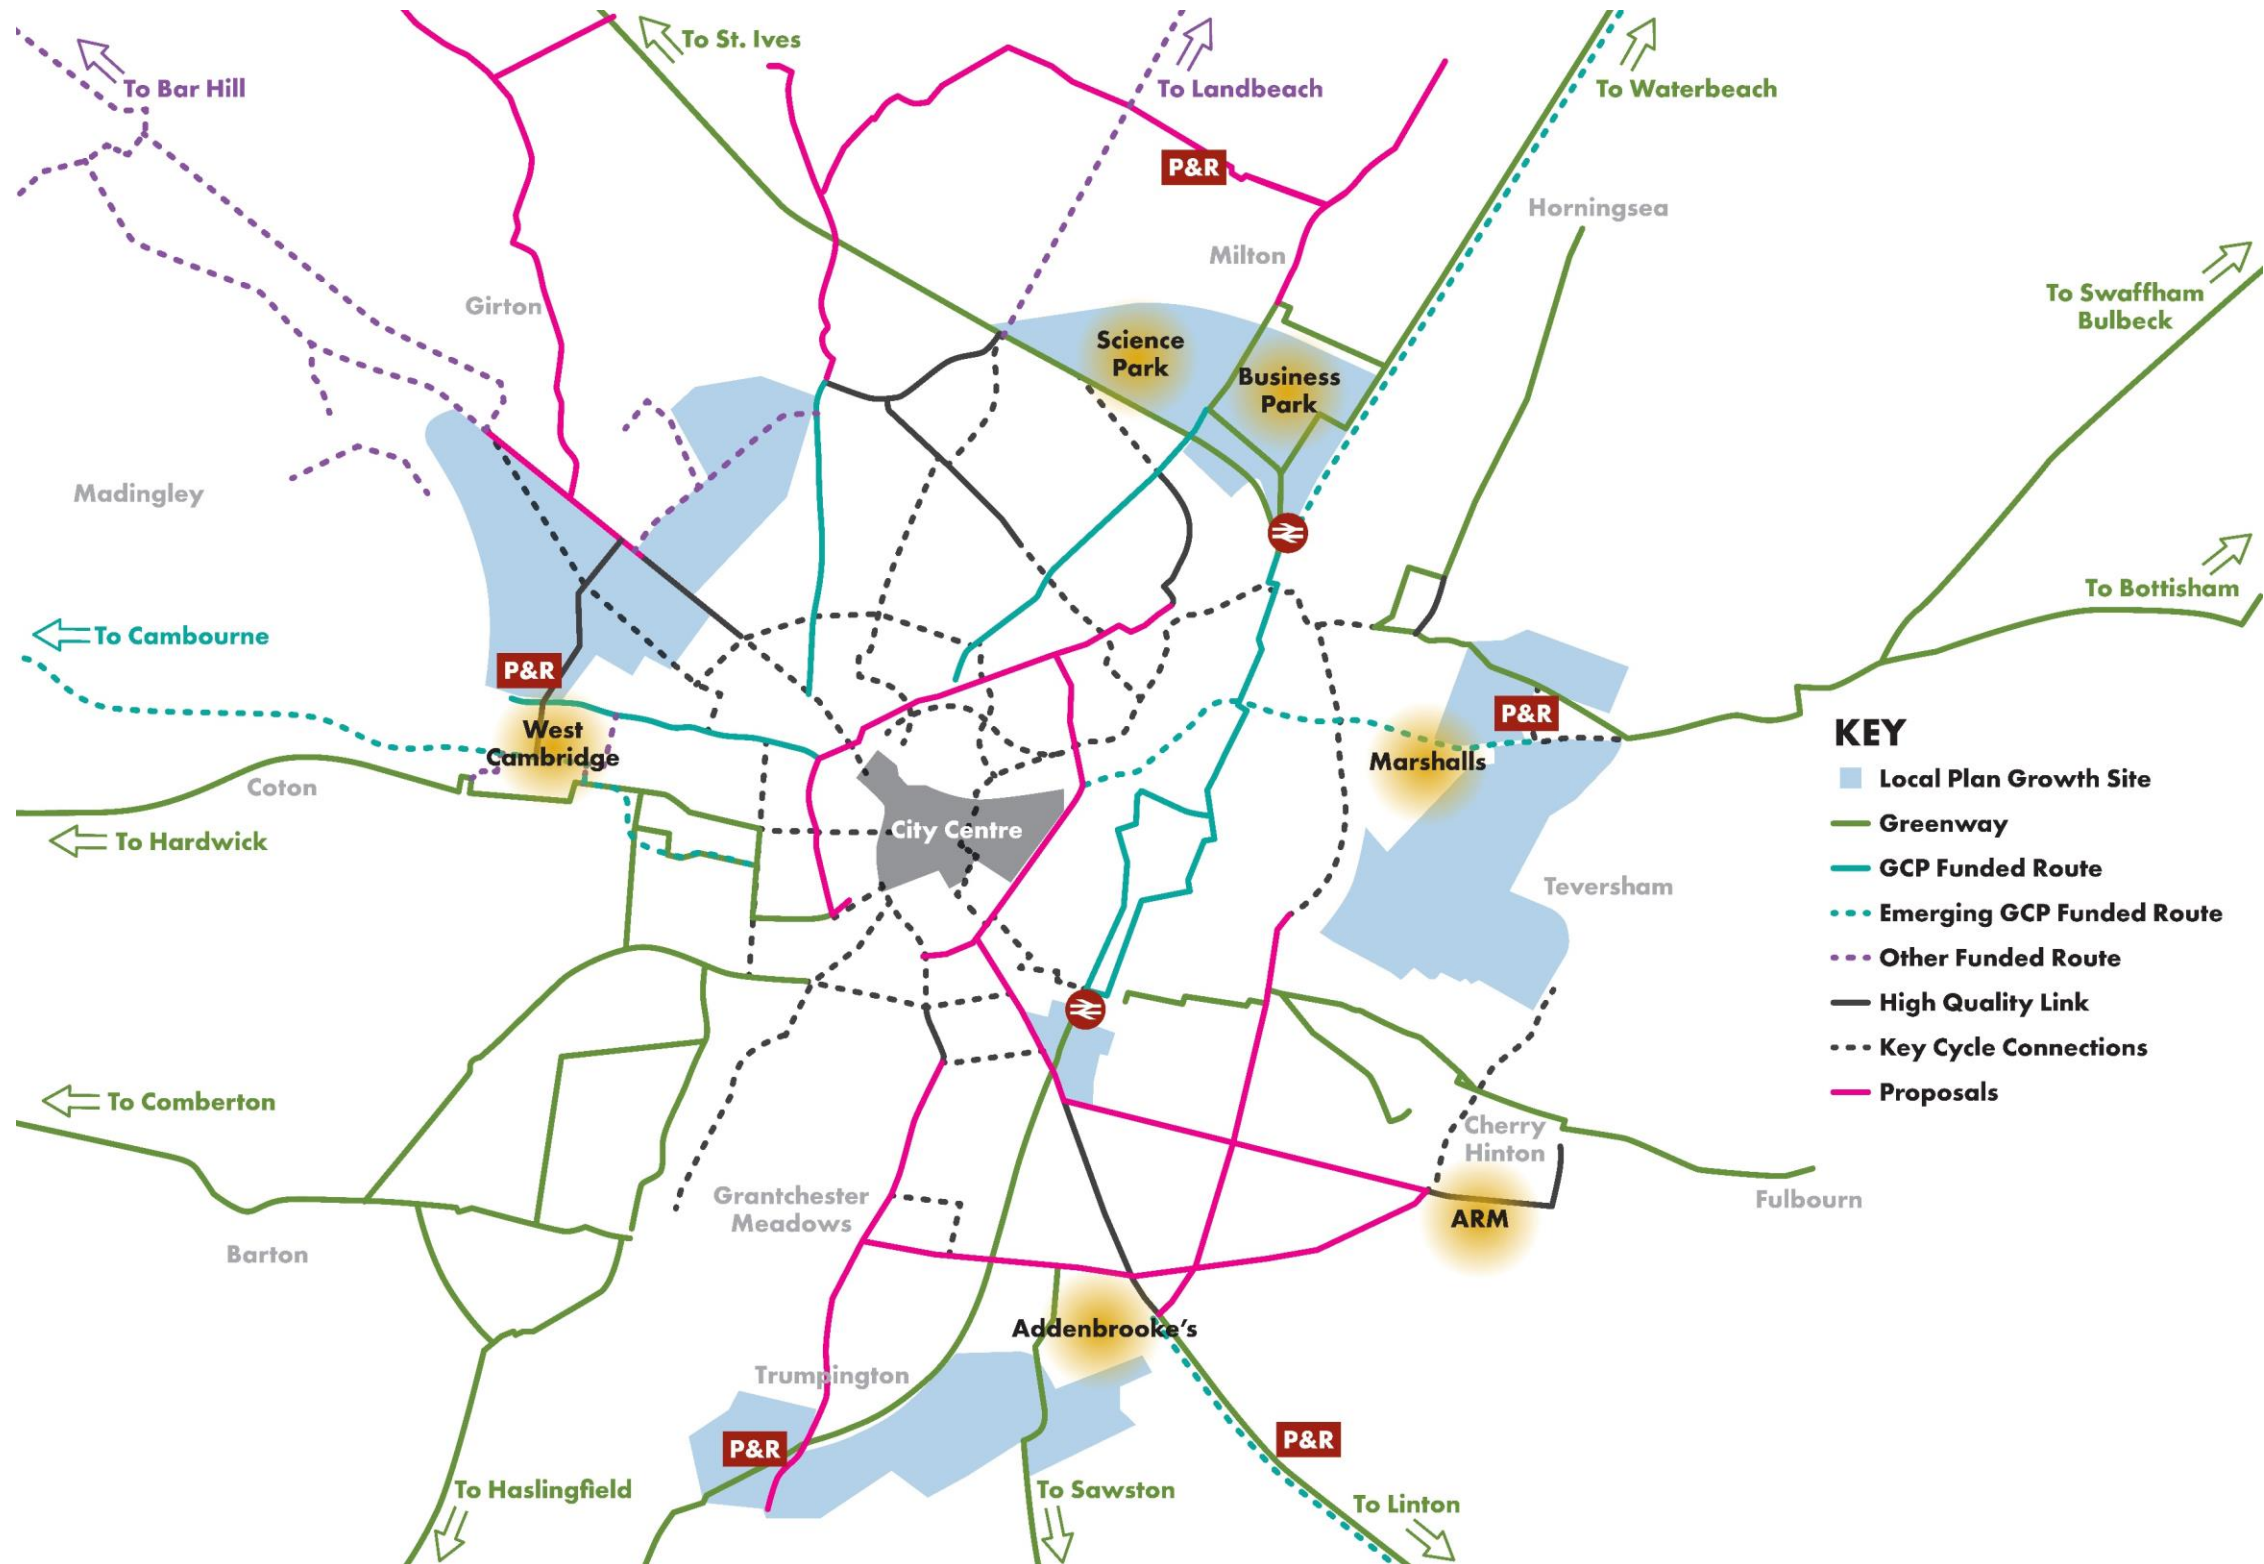 To St. Ives
To Bar Hill
To Landbeach
To Waterbeach
P&R
Horningsea
Milton
Girton
To Swaffham
Bulbeck
Science
Park
Business
Park
Madingley
To Bottisham
To Cambourne
P&R
P&R
West
Cambridge
Marshalls
Coton
City Centre
To Hardwick
Teversham
KEY
Local Plan Growth Site
Greenway
GCP Funded Route
Emerging GCP Funded Route
Other Funded Route
High Quality Link
Key Cycle Connections
Proposals
To Comberton
Cherry
Hinton
Grantchester
Meadows
Fulbourn
ARM
Barton
Addenbrooke's
Trumpington
P&R
P&R
To Haslingfield
To Sawston
To Linton